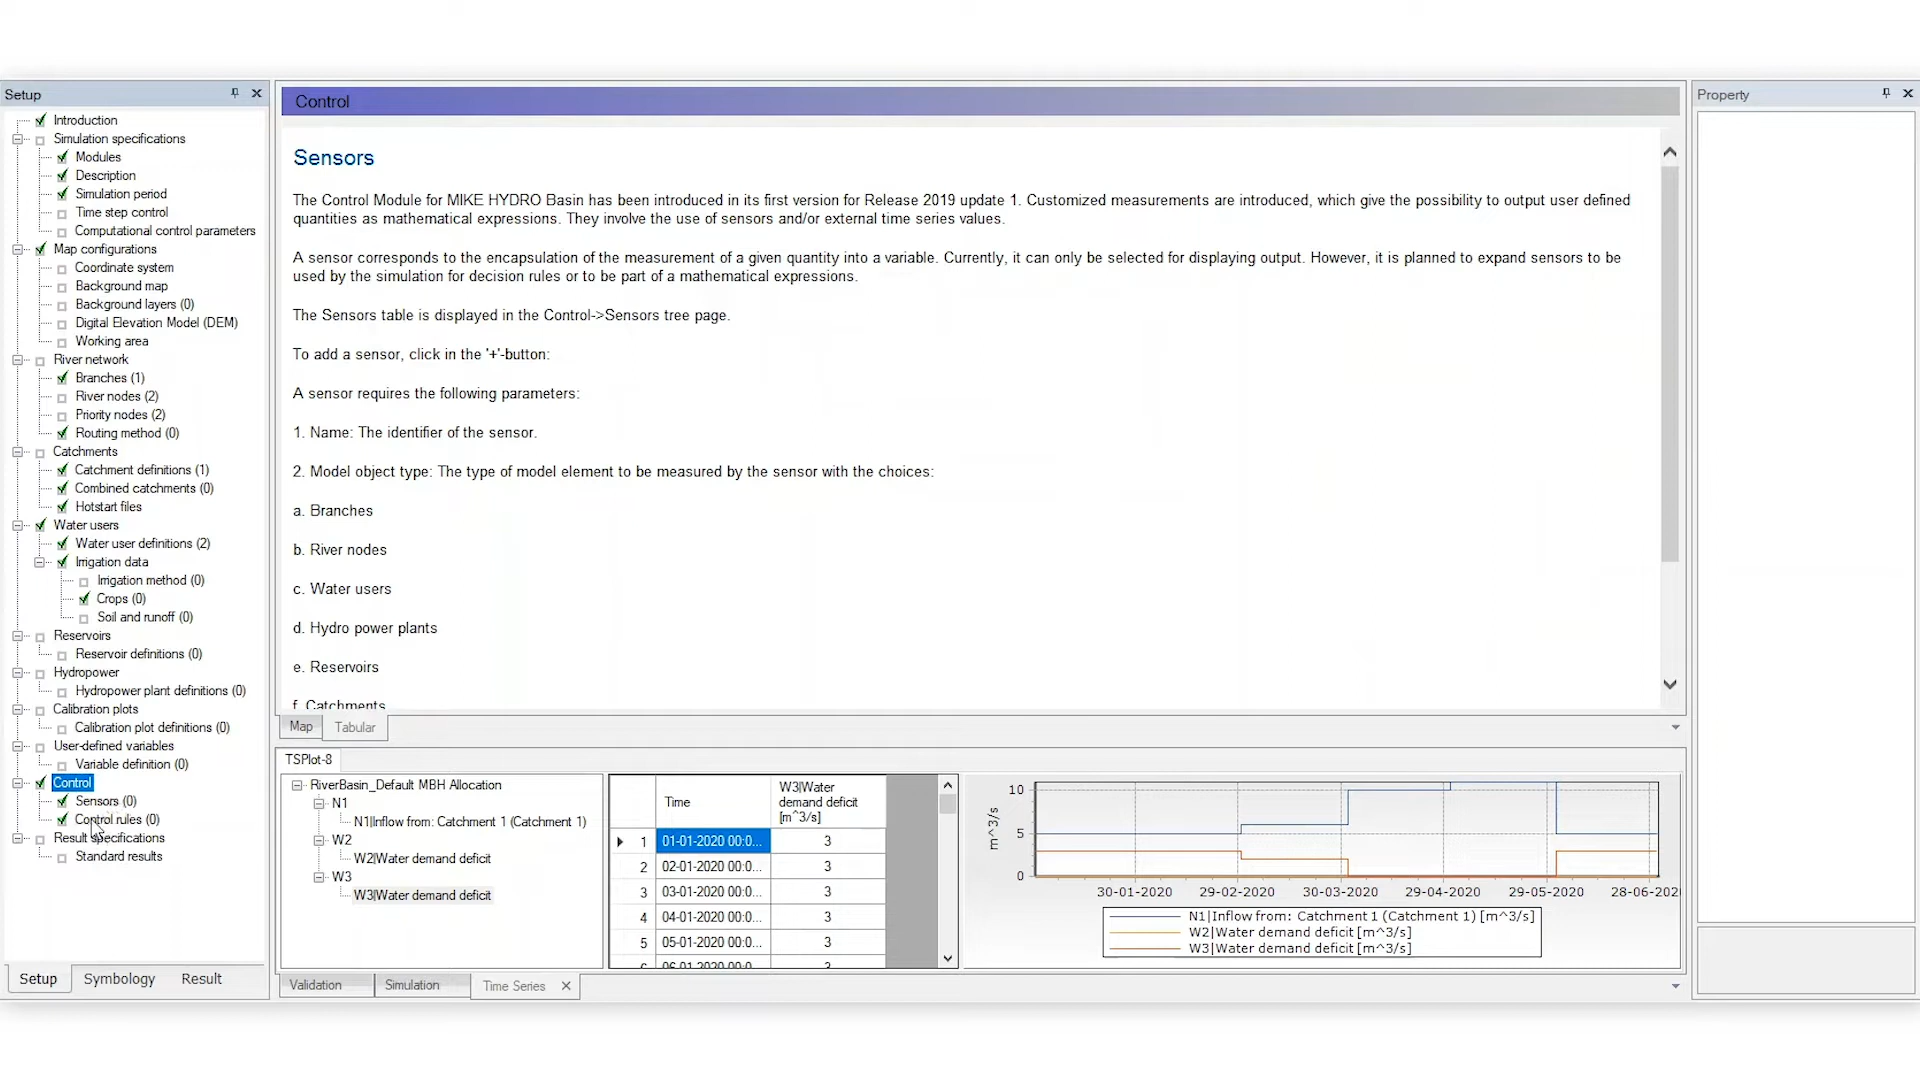 Setup
Introduction
Simulation specifications
Modules
Description
Simulation period
Time step control
Computational control parameters
Map configurations
Coordinate system
Background map
Background layers (0)
Digital Elevation Model (DEM)
Working area
River network
Branches (1)
River nodes (2)
Priority nodes (2)
Routing method (0)
Catchments
Catchment definitions (1)
Combined catchments (0)
Hotstart files
Water users
Water user definitions (2)
Irrigation data
Irrigation method (0)
Crops (0)
Soil and runoff (0)
Reservoirs
Reservoir definitions (0)
Hydropower
Hydropower plant definitions (0)
Calibration plots
Calibration plot definitions (0)
User-defined variables
Variable definition (0)
Control
Sensors (0)
Control rules (0)
Result specifications
Standard results
Setup Symbology Result
Control
Sensors
The Control Module for MIKE HYDRO Basin has been introduced in its first version for Release 2019 update 1. Customized measurements are introduced, which give the possibility to output user defined
quantities as mathematical expressions. They involve the use of sensors and/or external time series values.
A sensor corresponds to the encapsulation of the measurement of a given quantity into a variable. Currently, it can only be selected for displaying output. However, it is planned to expand sensors to be
used by the simulation for decision rules or to be part of a mathematical expressions.
The Sensors table is displayed in the Control->Sensors tree page.
To add a sensor, click in the '+'-button:
A sensor requires the following parameters:
1. Name: The identifier of the sensor.
2. Model object type: The type of model element to be measured by the sensor with the choices:
a. Branches
b. River nodes
c. Water users
d. Hydro power plants
e. Reservoirs
f. Catchments
Map Tabular
TSPlot-8
RiverBasin_Default MBH Allocation
N1
N1|Inflow from: Catchment 1 (Catchment 1)
W2
W2|Water demand deficit
W3
W3|Water demand deficit
Time
W3|Water
demand deficit
[m^3/s]
1 01-01-2020 00:0... 3
2 02-01-2020 00:0... 3
3 03-01-2020 00:0... 3
4 04-01-2020 00:0... 3
5 05-01-2020 00:0... 3
6 06-01-2020 00:0... 3
m^3/s
10
5
0
30-01-2020 29-02-2020 30-03-2020 29-04-2020 29-05-2020 28-06-202
N1|Inflow from: Catchment 1 (Catchment 1) [m^3/s]
W2|Water demand deficit [m^3/s]
W3|Water demand deficit [m^3/s]
Validation Simulation Time Series
Property